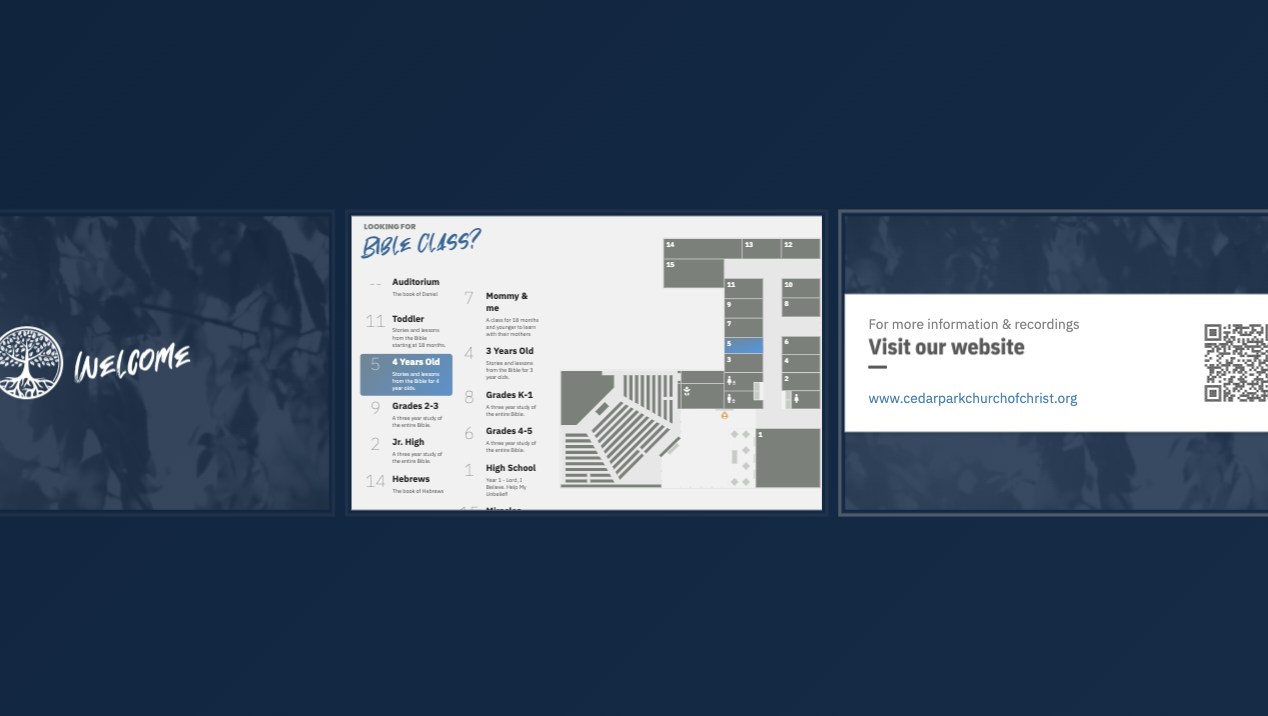 WELCOME
LOOKING FOR
BIBLE CLASS?
--
Auditorium
The book of Daniel
11
Toddler
Stories and lessons
from the Bible
starting at 18 months.
5
4 Years Old
Stories and lessons
from the Bible for 4
year olds.
9
Grades 2-3
A three year study of
the entire Bible.
2
Jr. High
A three year study of
the entire Bible.
14
Hebrews
The book of Hebrews
7
Mommy &
me
A class for 18 months
and younger to learn
with their mothers
4
3 Years Old
Stories and lessons
from the Bible for 3
year olds.
8
Grades K-1
A three year study of
the entire Bible.
6
Grades 4-5
A three year study of
the entire Bible.
1
High School
Year 1 - Lord, I
Believe: Help My
Unbelief!
14
13
12
15
11
10
9
8
7
5
6
3
4
2
1
For more information & recordings
Visit our website
www.cedarparkchurchofchrist.org